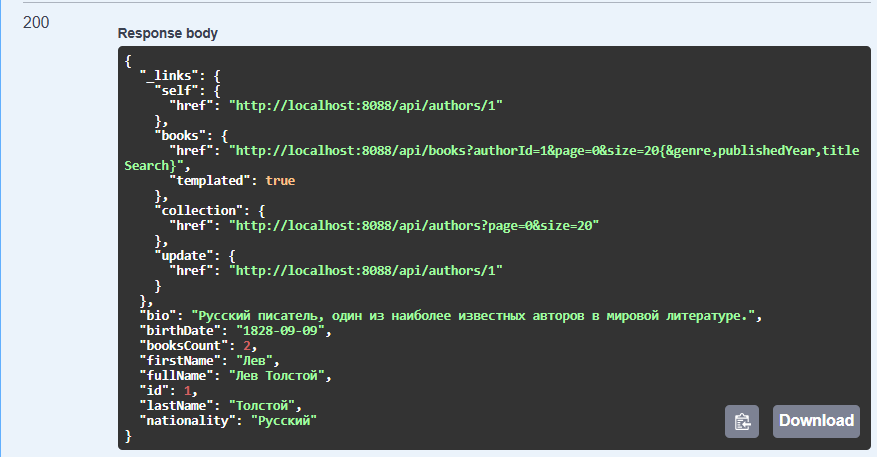 200
Response body
{
  "_links": {
    "self": {
      "href": "http://localhost:8088/api/authors/1"
    },
    "books": {
      "href": "http://localhost:8088/api/books?authorId=1&page=0&size=20{&genre,publishedYear,title
Search}",
      "templated": true
    },
    "collection": {
      "href": "http://localhost:8088/api/authors?page=0&size=20"
    },
    "update": {
      "href": "http://localhost:8088/api/authors/1"
    }
  },
  "bio": "Русский писатель, один из наиболее известных авторов в мировой литературе.",
  "birthDate": "1828-09-09",
  "booksCount": 2,
  "firstName": "Лев",
  "fullName": "Лев Толстой",
  "id": 1,
  "lastName": "Толстой",
  "nationality": "Русский"
}
Download